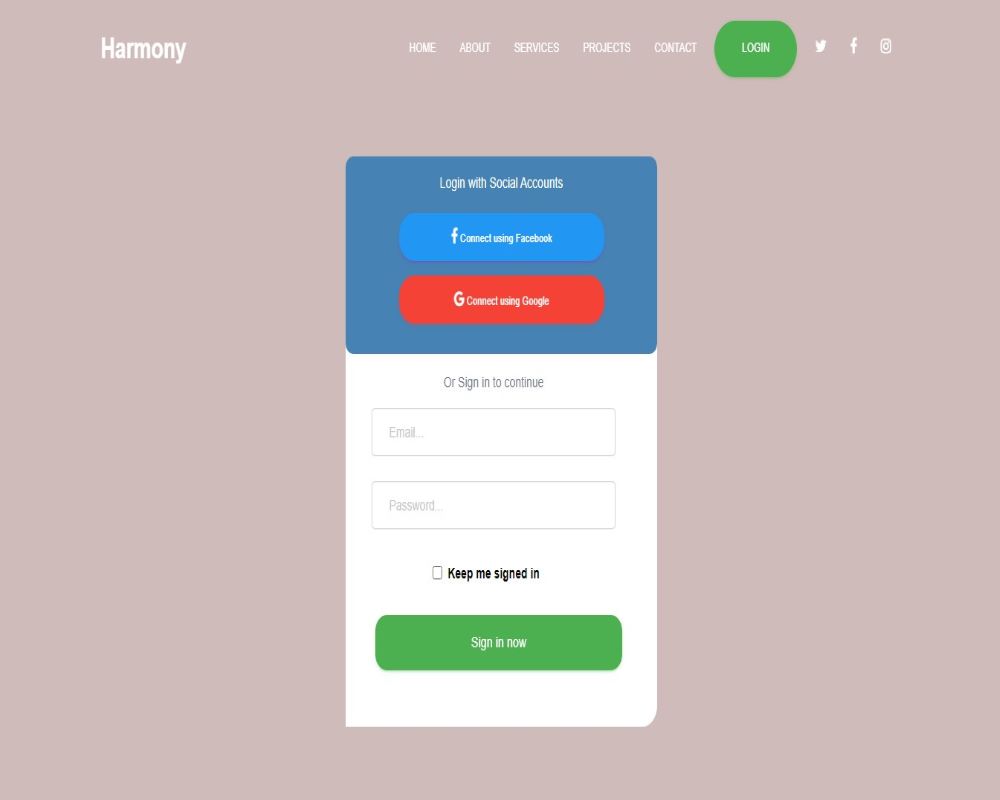 Harmony
HOME ABOUT SERVICES PROJECTS CONTACT LOGIN
Login with Social Accounts
Connect using Facebook
Connect using Google
Or Sign in to continue
Email...
Password...
Keep me signed in
Sign in now